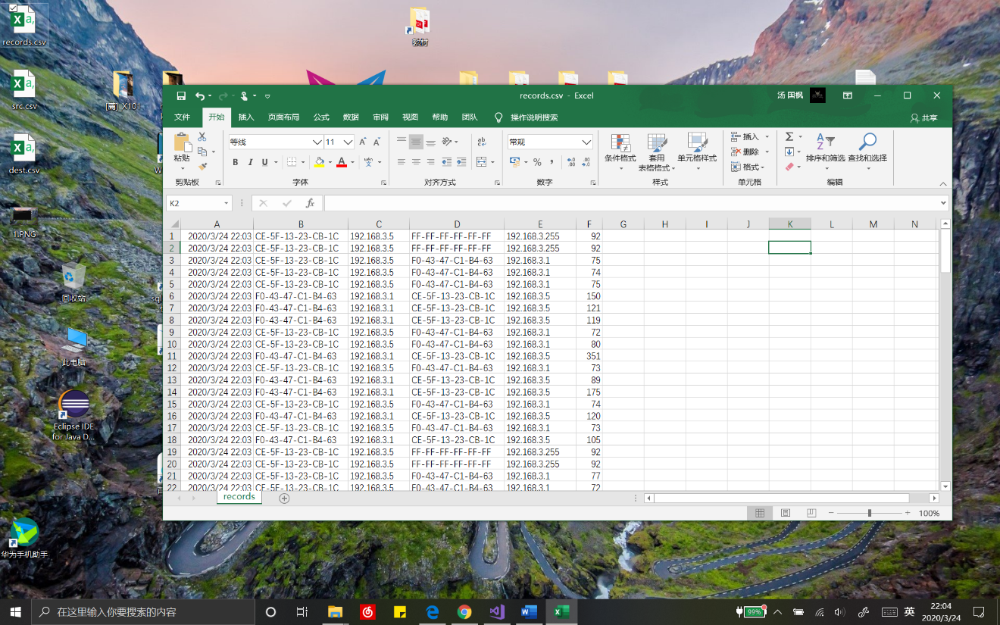 records.csv
src.csv
dest.csv
1.PNG
回收站
此电脑
Eclipse IDE
for Java D...
华为手机助手
教材
records.csv - Excel
汤 国枫
文件 开始 插入 页面布局 公式 数据 审阅 视图 帮助 团队 操作说明搜索 共享
粘贴
等线 11
常规
条件格式 套用
表格格式 单元格样式
插入
删除
格式
排序和筛选 查找和选择
剪贴板 字体 对齐方式 数字 样式 单元格 编辑
K2
A B C D E F G H I J K L M N
1 2020/3/24 22:03 CE-5F-13-23-CB-1C 192.168.3.5 FF-FF-FF-FF-FF-FF 192.168.3.255 92
2 2020/3/24 22:03 CE-5F-13-23-CB-1C 192.168.3.5 FF-FF-FF-FF-FF-FF 192.168.3.255 92
3 2020/3/24 22:03 CE-5F-13-23-CB-1C 192.168.3.5 F0-43-47-C1-B4-63 192.168.3.1 75
4 2020/3/24 22:03 CE-5F-13-23-CB-1C 192.168.3.5 F0-43-47-C1-B4-63 192.168.3.1 74
5 2020/3/24 22:03 CE-5F-13-23-CB-1C 192.168.3.5 F0-43-47-C1-B4-63 192.168.3.1 75
6 2020/3/24 22:03 F0-43-47-C1-B4-63 192.168.3.1 CE-5F-13-23-CB-1C 192.168.3.5 150
7 2020/3/24 22:03 F0-43-47-C1-B4-63 192.168.3.1 CE-5F-13-23-CB-1C 192.168.3.5 121
8 2020/3/24 22:03 F0-43-47-C1-B4-63 192.168.3.1 CE-5F-13-23-CB-1C 192.168.3.5 119
9 2020/3/24 22:03 CE-5F-13-23-CB-1C 192.168.3.5 F0-43-47-C1-B4-63 192.168.3.1 72
10 2020/3/24 22:03 CE-5F-13-23-CB-1C 192.168.3.5 F0-43-47-C1-B4-63 192.168.3.1 80
11 2020/3/24 22:03 F0-43-47-C1-B4-63 192.168.3.1 CE-5F-13-23-CB-1C 192.168.3.5 351
12 2020/3/24 22:03 CE-5F-13-23-CB-1C 192.168.3.5 F0-43-47-C1-B4-63 192.168.3.1 73
13 2020/3/24 22:03 F0-43-47-C1-B4-63 192.168.3.1 CE-5F-13-23-CB-1C 192.168.3.5 89
14 2020/3/24 22:03 F0-43-47-C1-B4-63 192.168.3.1 CE-5F-13-23-CB-1C 192.168.3.5 175
15 2020/3/24 22:03 CE-5F-13-23-CB-1C 192.168.3.5 F0-43-47-C1-B4-63 192.168.3.1 74
16 2020/3/24 22:03 F0-43-47-C1-B4-63 192.168.3.1 CE-5F-13-23-CB-1C 192.168.3.5 120
17 2020/3/24 22:03 CE-5F-13-23-CB-1C 192.168.3.5 F0-43-47-C1-B4-63 192.168.3.1 73
18 2020/3/24 22:03 F0-43-47-C1-B4-63 192.168.3.1 CE-5F-13-23-CB-1C 192.168.3.5 105
19 2020/3/24 22:03 CE-5F-13-23-CB-1C 192.168.3.5 FF-FF-FF-FF-FF-FF 192.168.3.255 92
20 2020/3/24 22:03 CE-5F-13-23-CB-1C 192.168.3.5 FF-FF-FF-FF-FF-FF 192.168.3.255 92
21 2020/3/24 22:03 CE-5F-13-23-CB-1C 192.168.3.5 F0-43-47-C1-B4-63 192.168.3.1 77
22 2020/3/24 22:03 CE-5F-13-23-CB-1C 192.168.3.5 F0-43-47-C1-B4-63 192.168.3.1 72
records
100%
在这里输入你要搜索的内容
99%
英
22:04
2020/3/24